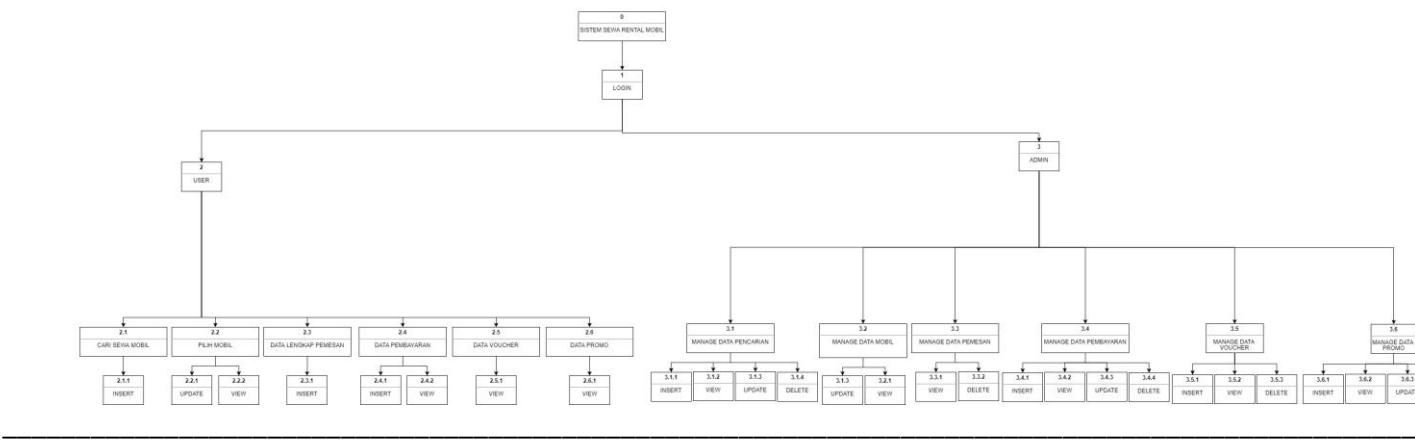 0
SISTEM SEWA RENTAL MOBIL
1
LOGIN
2
USER
3
ADMIN
2.1
CARI SEWA MOBIL
2.2
PILIH MOBIL
2.3
DATA LENGKAP PEMESAN
2.4
DATA PEMBAYARAN
2.5
DATA VOUCHER
2.6
DATA PROMO
3.1
MANAGE DATA PENCARIAN
3.2
MANAGE DATA MOBIL
3.3
MANAGE DATA PEMESAN
3.4
MANAGE DATA PEMBAYARAN
3.5
MANAGE DATA
VOUCHER
3.6
MANAGE DATA
PROMO
2.1.1
INSERT
2.2.1
UPDATE
2.2.2
VIEW
2.3.1
INSERT
2.4.1
INSERT
2.4.2
VIEW
2.5.1
VIEW
2.6.1
VIEW
3.1.1
INSERT
3.1.2
VIEW
3.1.3
UPDATE
3.1.4
DELETE
3.1.3
UPDATE
3.2.1
VIEW
3.3.1
VIEW
3.3.2
DELETE
3.4.1
INSERT
3.4.2
VIEW
3.4.3
UPDATE
3.4.4
DELETE
3.5.1
INSERT
3.5.2
VIEW
3.5.3
DELETE
3.6.1
INSERT
3.6.2
VIEW
3.6.3
UPDAT